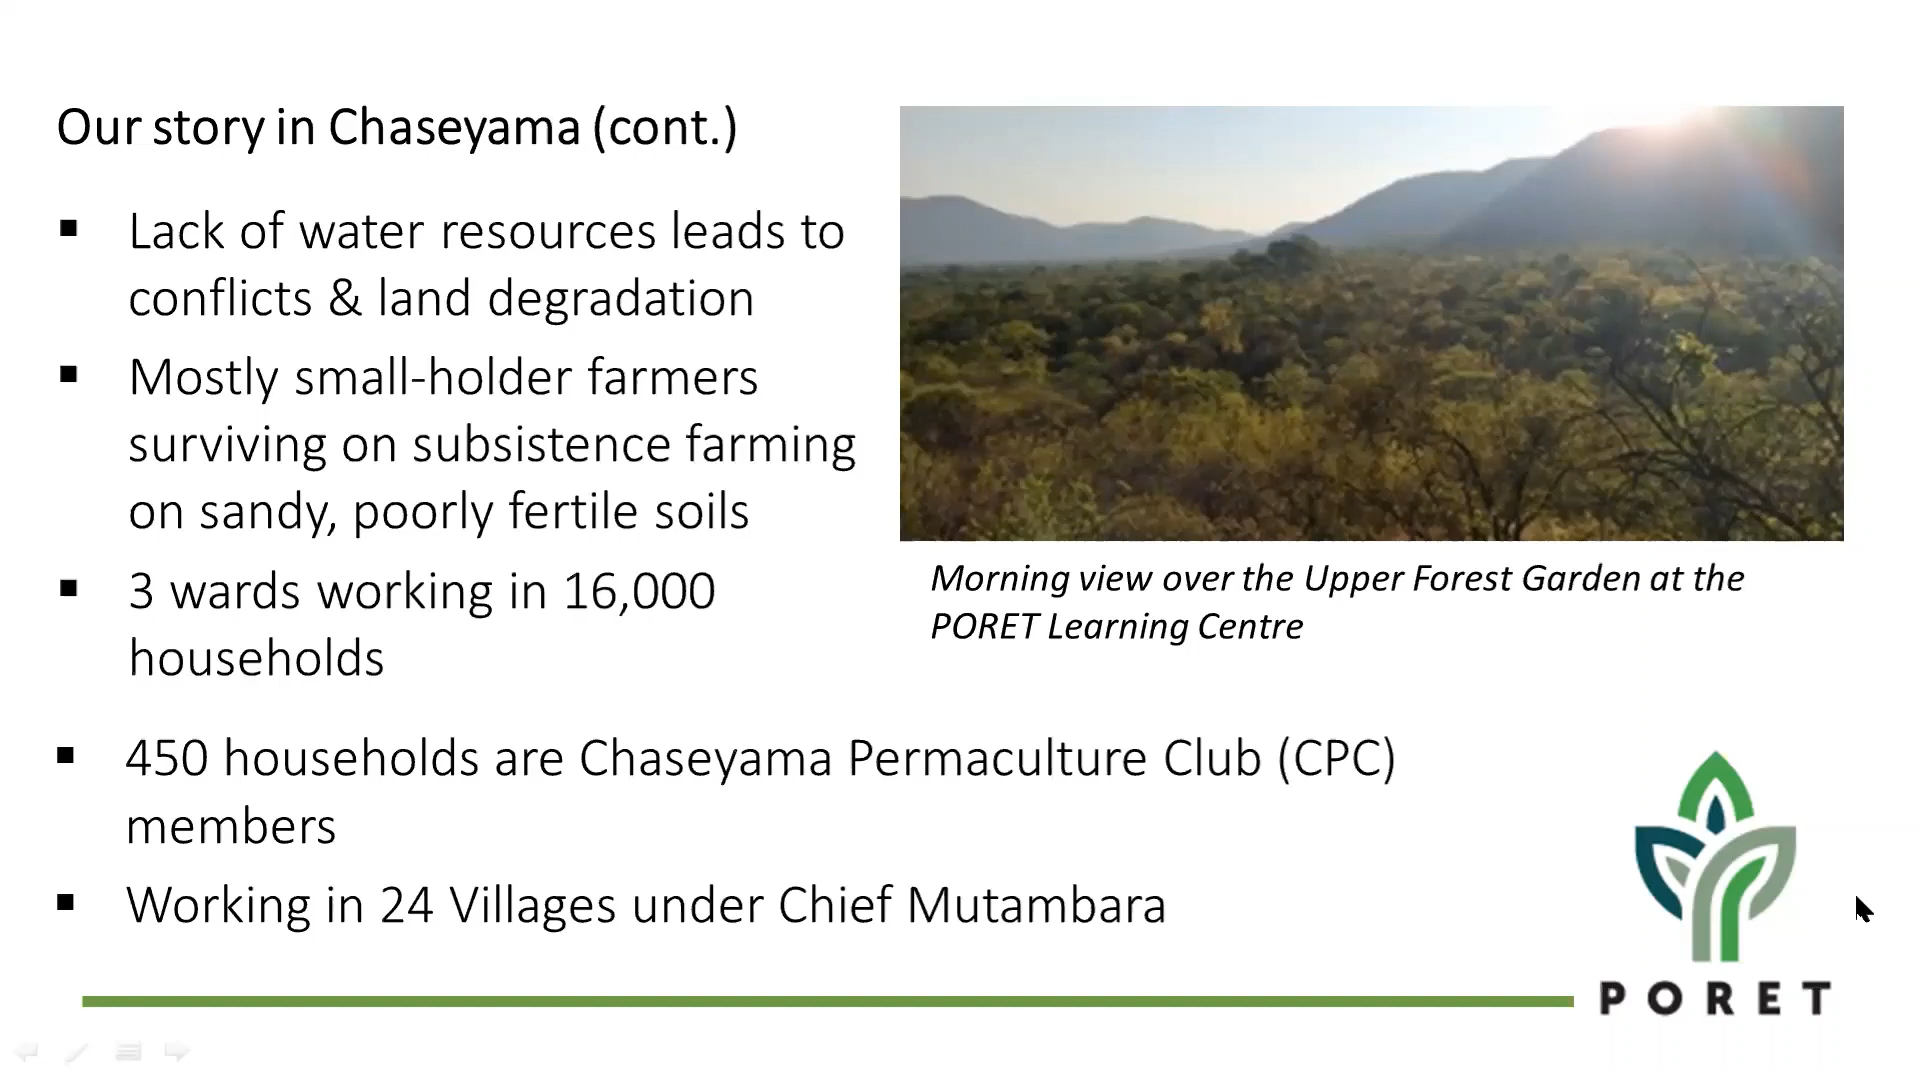 Our story in Chaseyama (cont.)
▪ Lack of water resources leads to
conflicts & land degradation
▪ Mostly small-holder farmers
surviving on subsistence farming
on sandy, poorly fertile soils
▪ 3 wards working in 16,000
households
Morning view over the Upper Forest Garden at the
PORET Learning Centre
▪ 450 households are Chaseyama Permaculture Club (CPC)
members
▪ Working in 24 Villages under Chief Mutambara
PORET